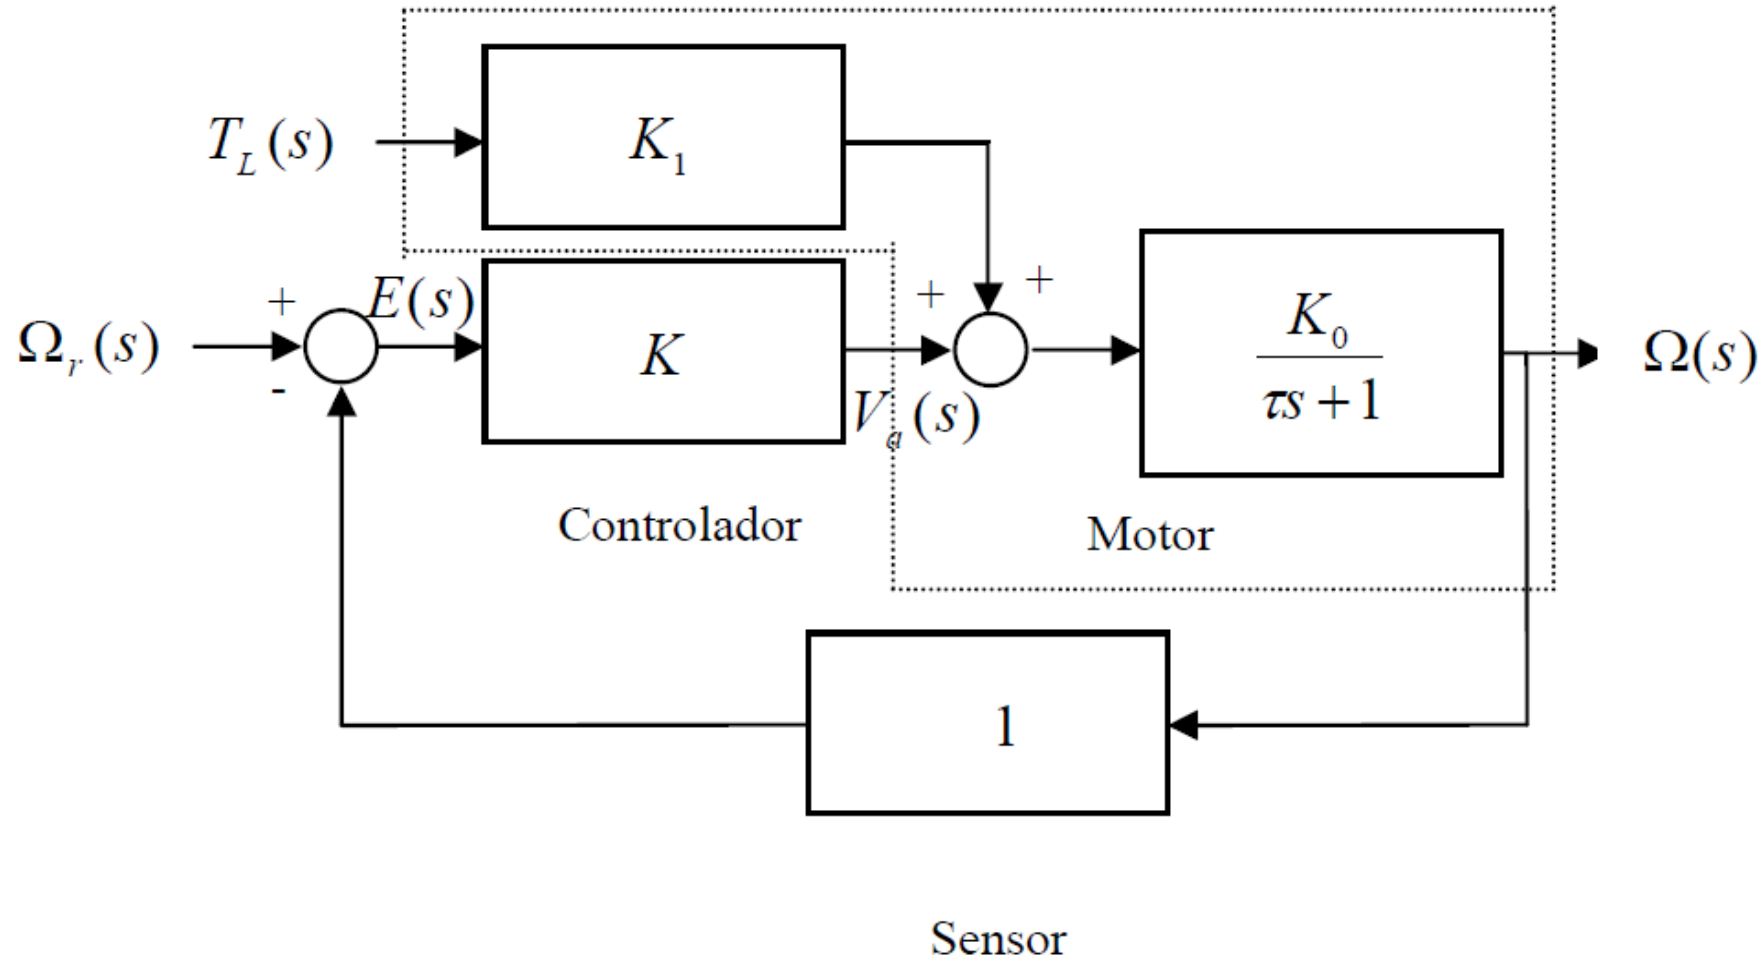 T_L(s)
K_1
+ E(s)
Ω_r(s)
-
K
+ +
V_a(s)
K_0
τs+1
Ω(s)
Controlador
Motor
1
Sensor